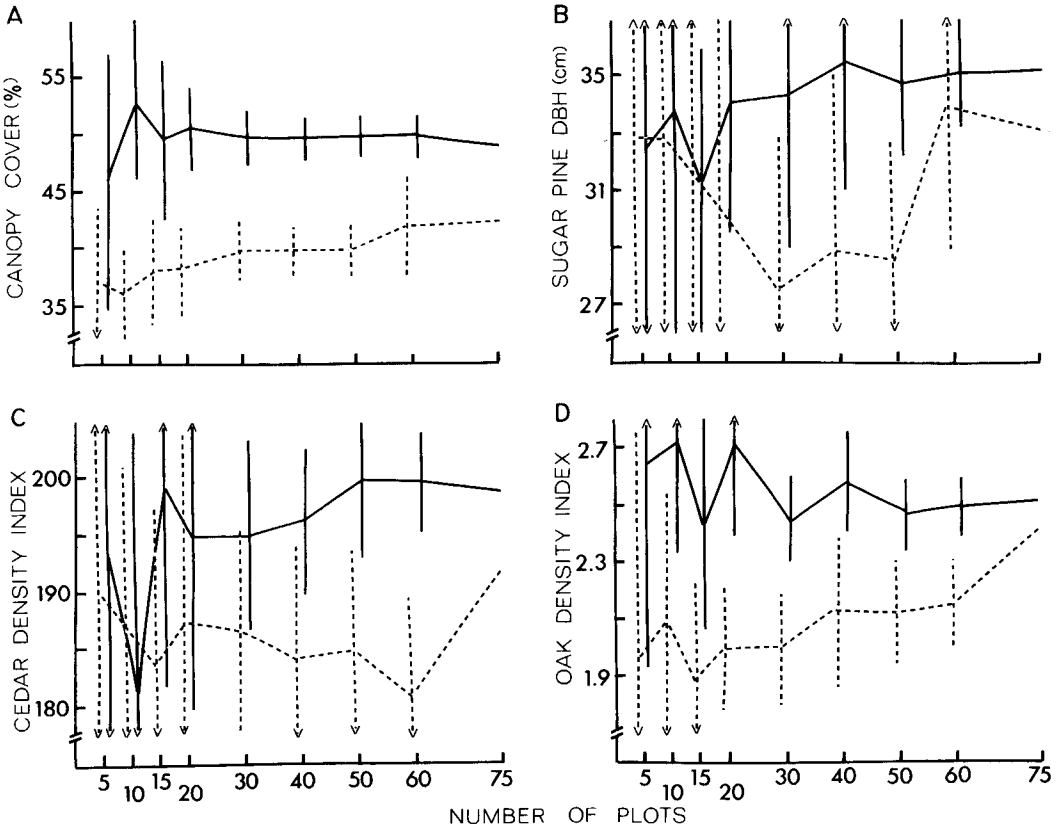 A
CANOPY COVER (%)
55
45
35
B
SUGAR PINE DBH (cm)
35
31
27
C
CEDAR DENSITY INDEX
200
190
180
5 10 15 20 30 40 50 60 75
D
OAK DENSITY INDEX
2.7
2.3
1.9
5 10 15 20 30 40 50 60 75
NUMBER OF PLOTS